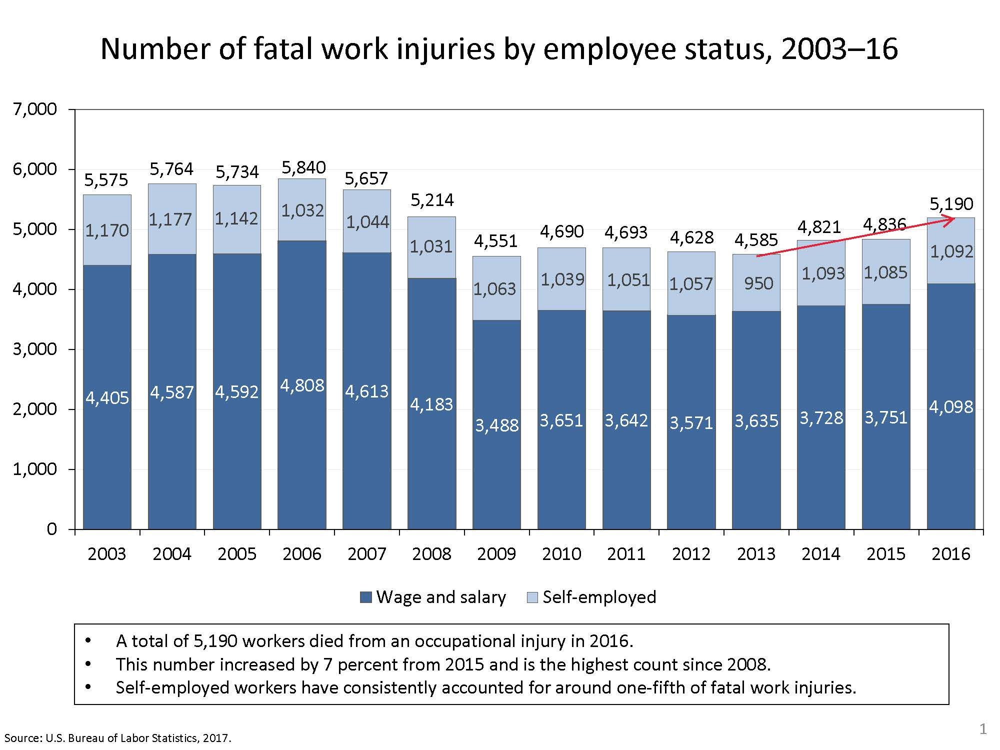 Number of fatal work injuries by employee status, 2003–16
7,000
6,000
5,000
4,000
3,000
2,000
1,000
0
5,575 5,764 5,734 5,840 5,657 5,214 4,551 4,690 4,693 4,628 4,585 4,821 4,836 5,190
1,170 1,177 1,142 1,032 1,044 1,031 1,063 1,039 1,051 1,057 950 1,093 1,085 1,092
4,405 4,587 4,592 4,808 4,613 4,183 3,488 3,651 3,642 3,571 3,635 3,728 3,751 4,098
2003 2004 2005 2006 2007 2008 2009 2010 2011 2012 2013 2014 2015 2016
Wage and salary Self-employed
• A total of 5,190 workers died from an occupational injury in 2016.
• This number increased by 7 percent from 2015 and is the highest count since 2008.
• Self-employed workers have consistently accounted for around one-fifth of fatal work injuries.
1
Source: U.S. Bureau of Labor Statistics, 2017.